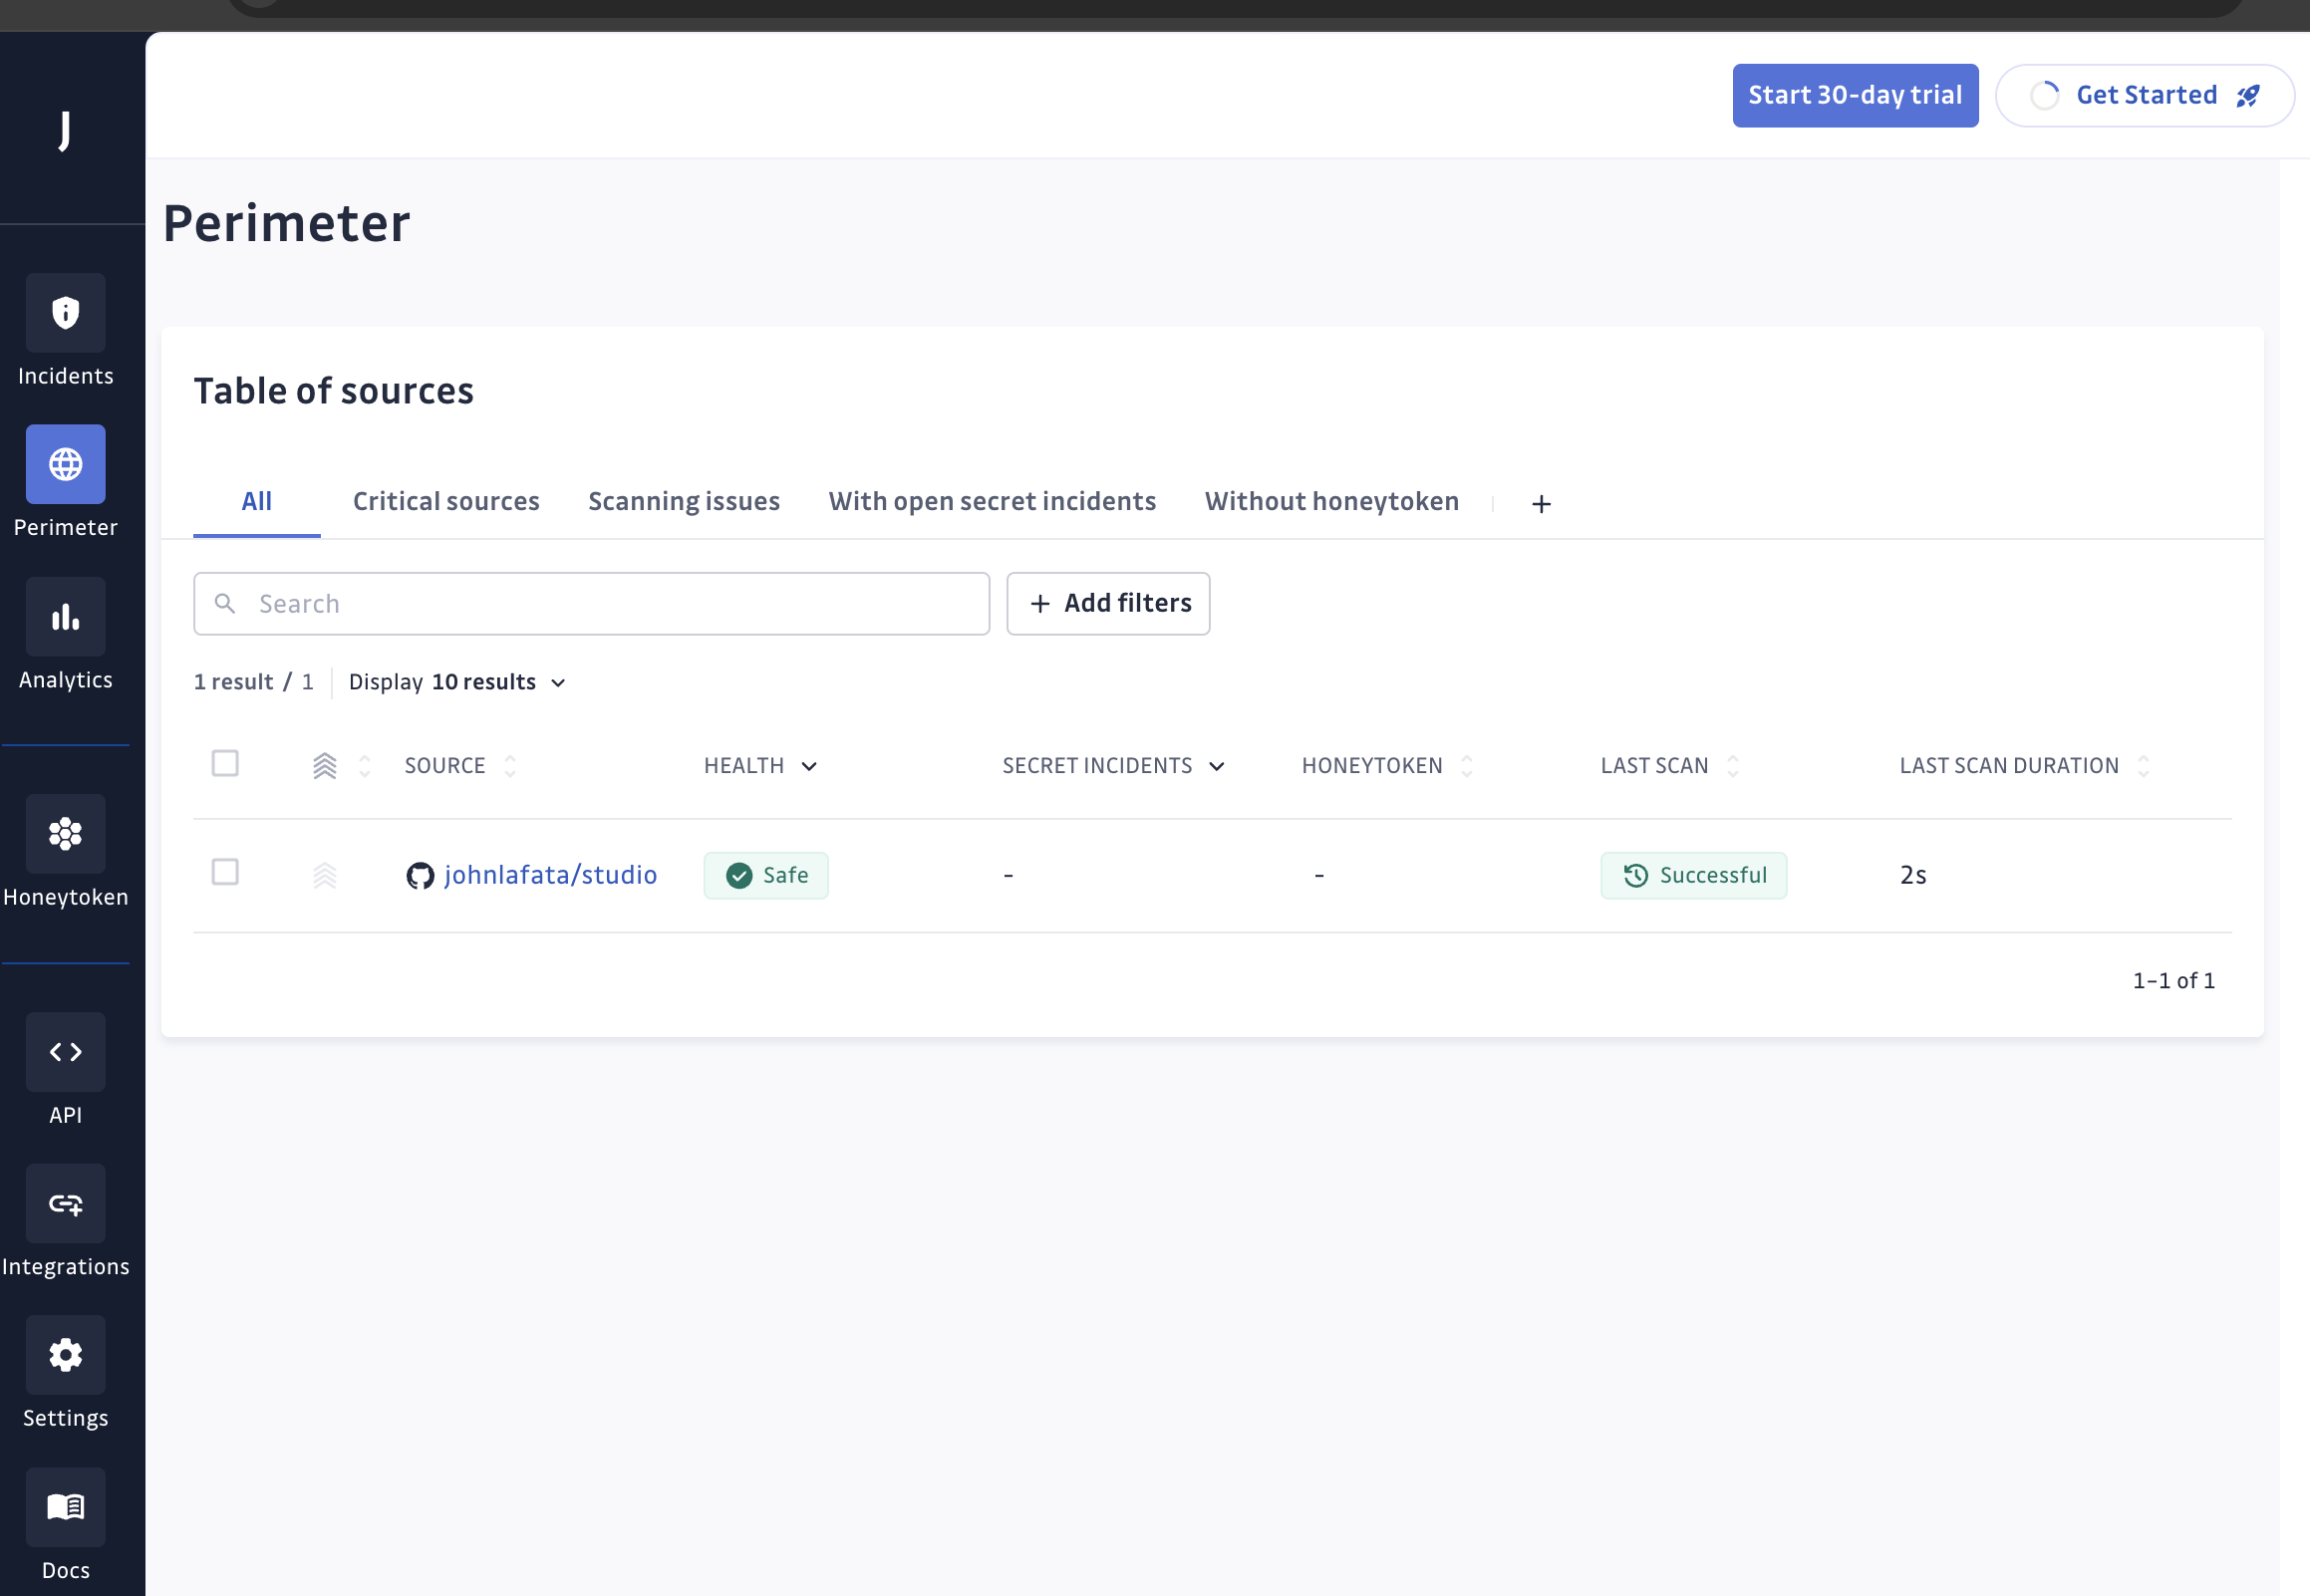 J
Start 30-day trial
Get Started
Incidents
Perimeter
Analytics
Honeytoken
API
Integrations
Settings
Docs
Perimeter
Table of sources
All Critical sources Scanning issues With open secret incidents Without honeytoken +
Search
+ Add filters
1 result / 1 Display 10 results
SOURCE HEALTH SECRET INCIDENTS HONEYTOKEN LAST SCAN LAST SCAN DURATION
johnlafata/studio Safe - - Successful 2s
1-1 of 1